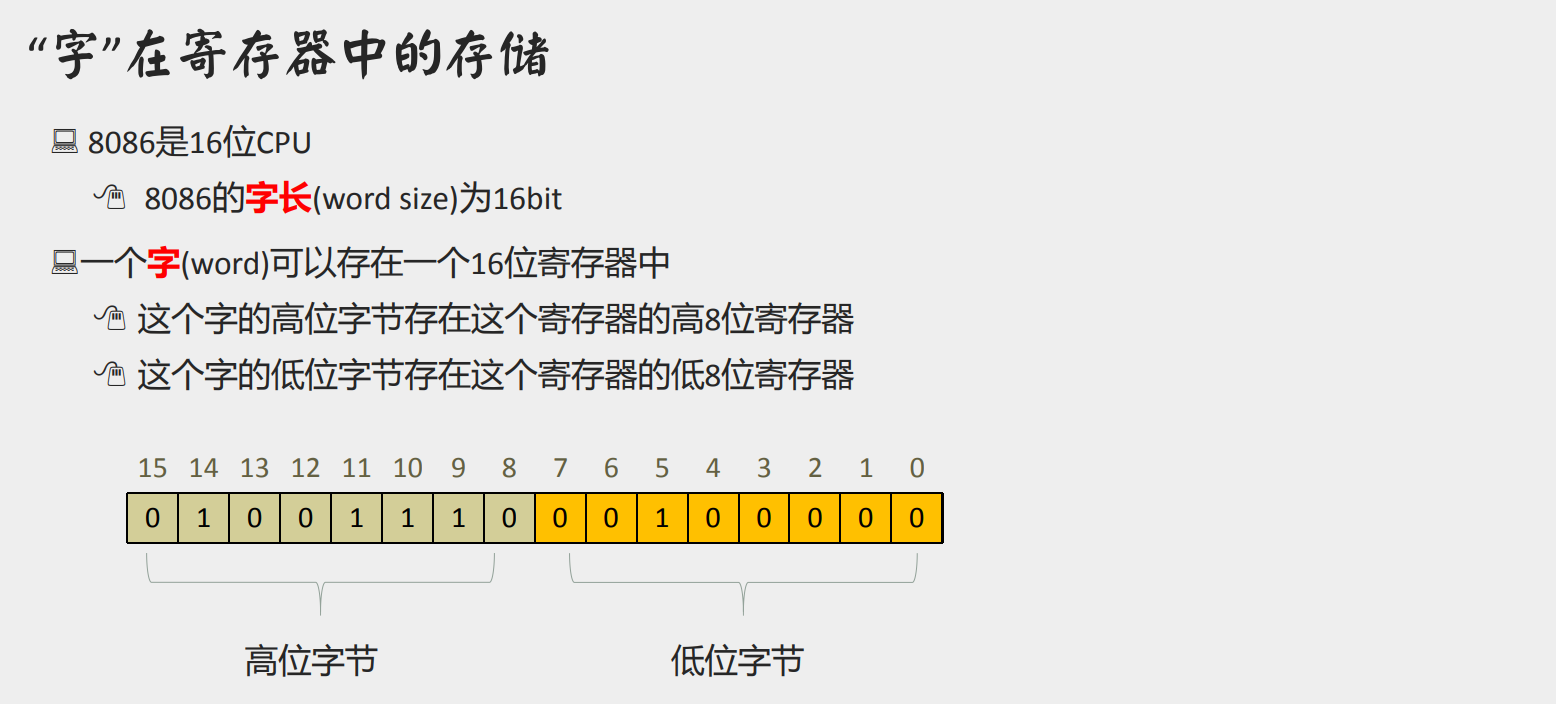 “字”在寄存器中的存储
8086是16位CPU
8086的字长(word size)为16bit
一个字(word)可以存在一个16位寄存器中
这个字的高位字节存在这个寄存器的高8位寄存器
这个字的低位字节存在这个寄存器的低8位寄存器
15 14 13 12 11 10 9 8 7 6 5 4 3 2 1 0
0 1 0 0 1 1 1 0 0 0 1 0 0 0 0 0
高位字节 低位字节